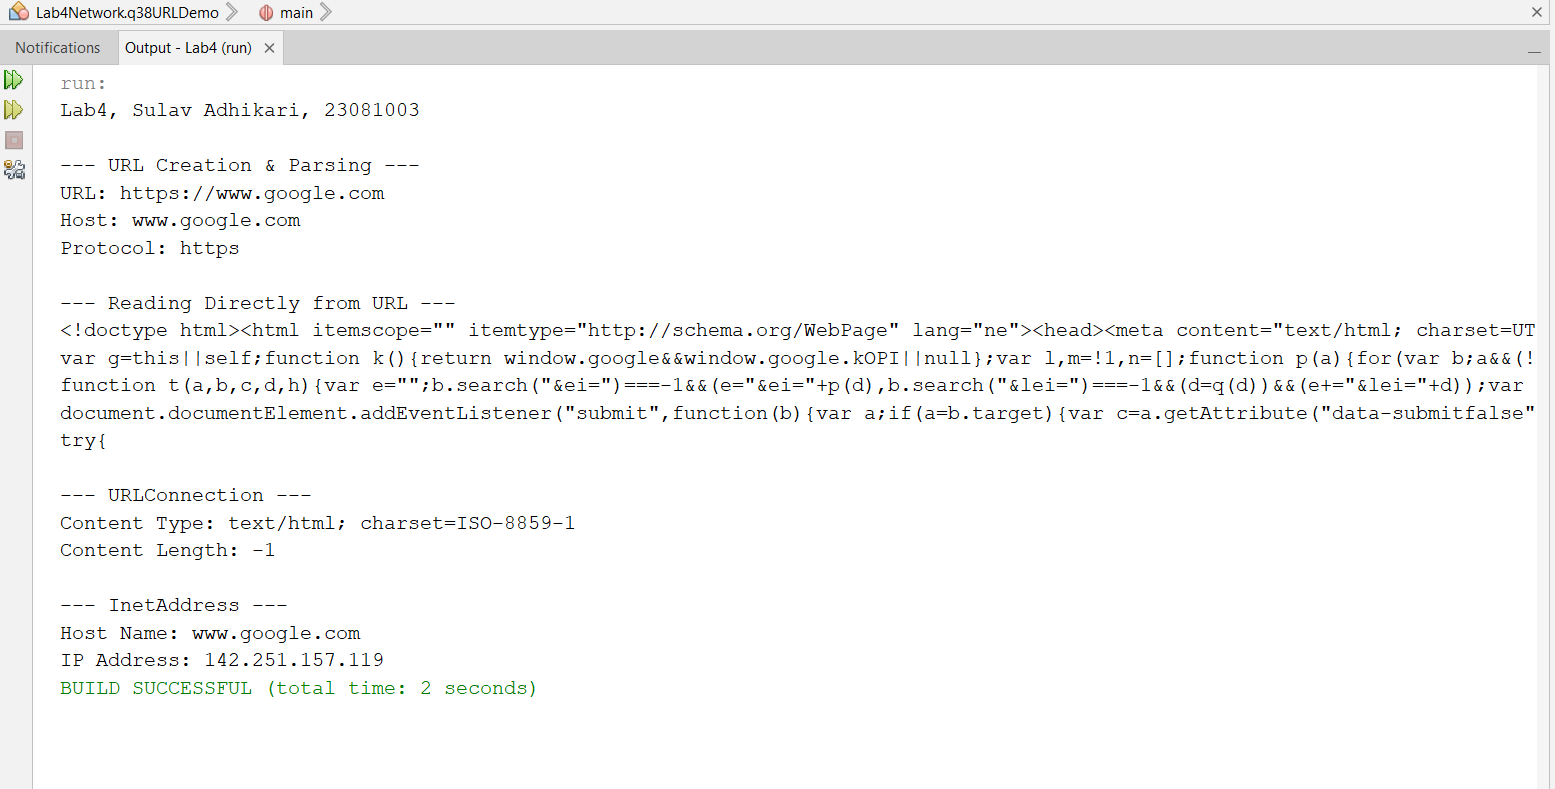 Lab4Network.q38URLDemo main
Notifications Output - Lab4 (run)
run:
Lab4, Sulav Adhikari, 23081003
--- URL Creation & Parsing ---
URL: https://www.google.com
Host: www.google.com
Protocol: https
--- Reading Directly from URL ---
<!doctype html><html itemscope="" itemtype="http://schema.org/WebPage" lang="ne"><head><meta content="text/html; charset=UT
var g=this||self;function k(){return window.google&&window.google.kOPI||null};var l,m=!1,n=[];function p(a){for(var b;a&&(!
function t(a,b,c,d,h){var e="";b.search("&ei=")===-1&&(e="&ei="+p(d),b.search("&lei=")===-1&&(d=q(d))&&(e+="&lei="+d));var
document.documentElement.addEventListener("submit",function(b){var a;if(a=b.target){var c=a.getAttribute("data-submitfalse"
try{
--- URLConnection ---
Content Type: text/html; charset=ISO-8859-1
Content Length: -1
--- InetAddress ---
Host Name: www.google.com
IP Address: 142.251.157.119
BUILD SUCCESSFUL (total time: 2 seconds)